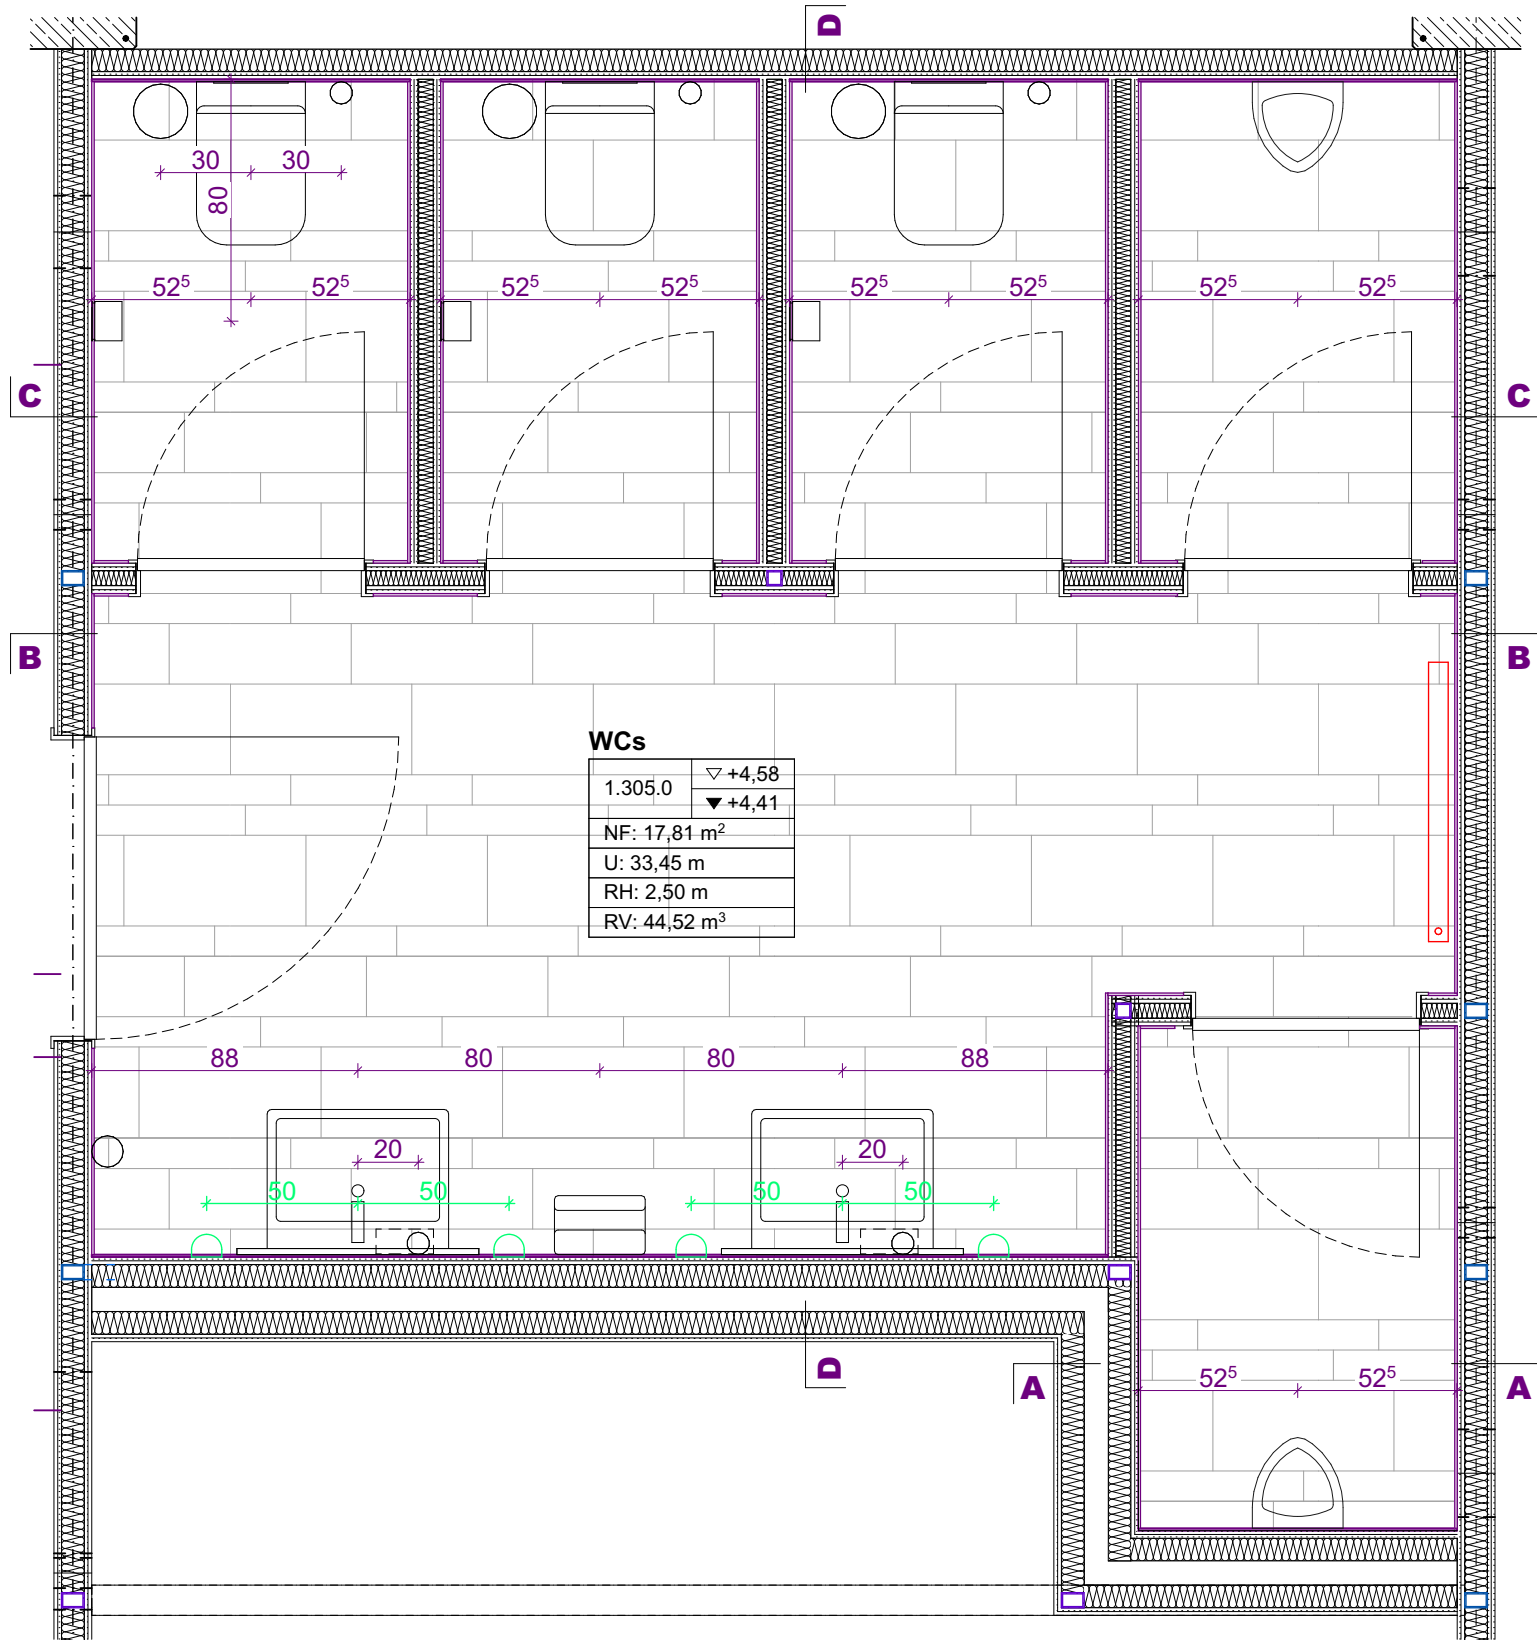 D
30 30
80
52⁵ 52⁵ 52⁵ 52⁵ 52⁵ 52⁵ 52⁵ 52⁵
C C
B B
WCs
1.305.0 ▽ +4,58
▼ +4,41
NF: 17,81 m²
U: 33,45 m
RH: 2,50 m
RV: 44,52 m³
88 80 80 88
20 20
50 50 50 50
D
A A
52⁵ 52⁵